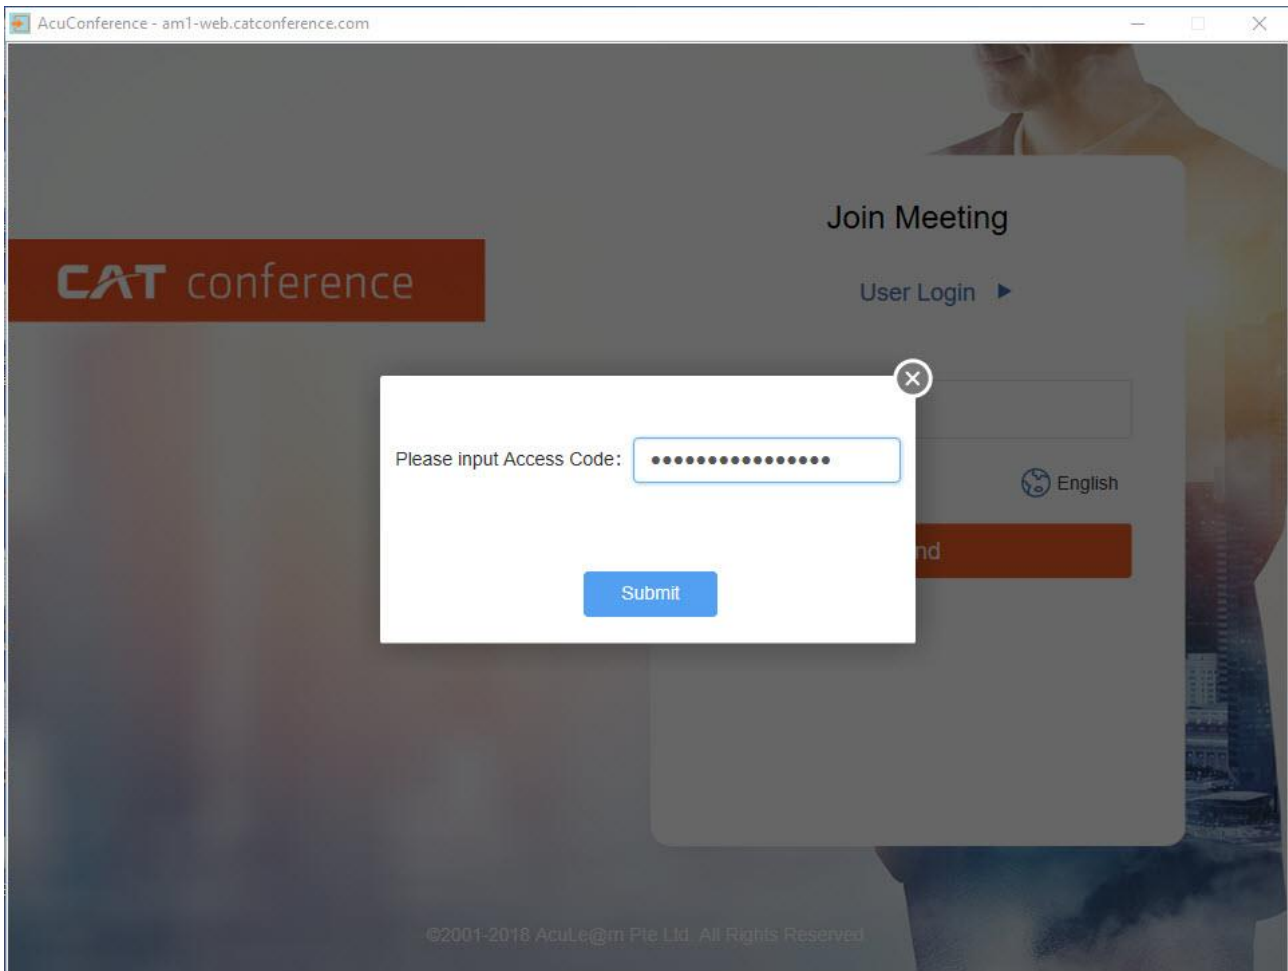 AcuConference - am1-web.catconference.com
Join Meeting
CAT conference
User Login
Please input Access Code:
••••••••••••••••
English
nd
Submit
©2001-2018 AcuLe@rn Pte Ltd. All Rights Reserved